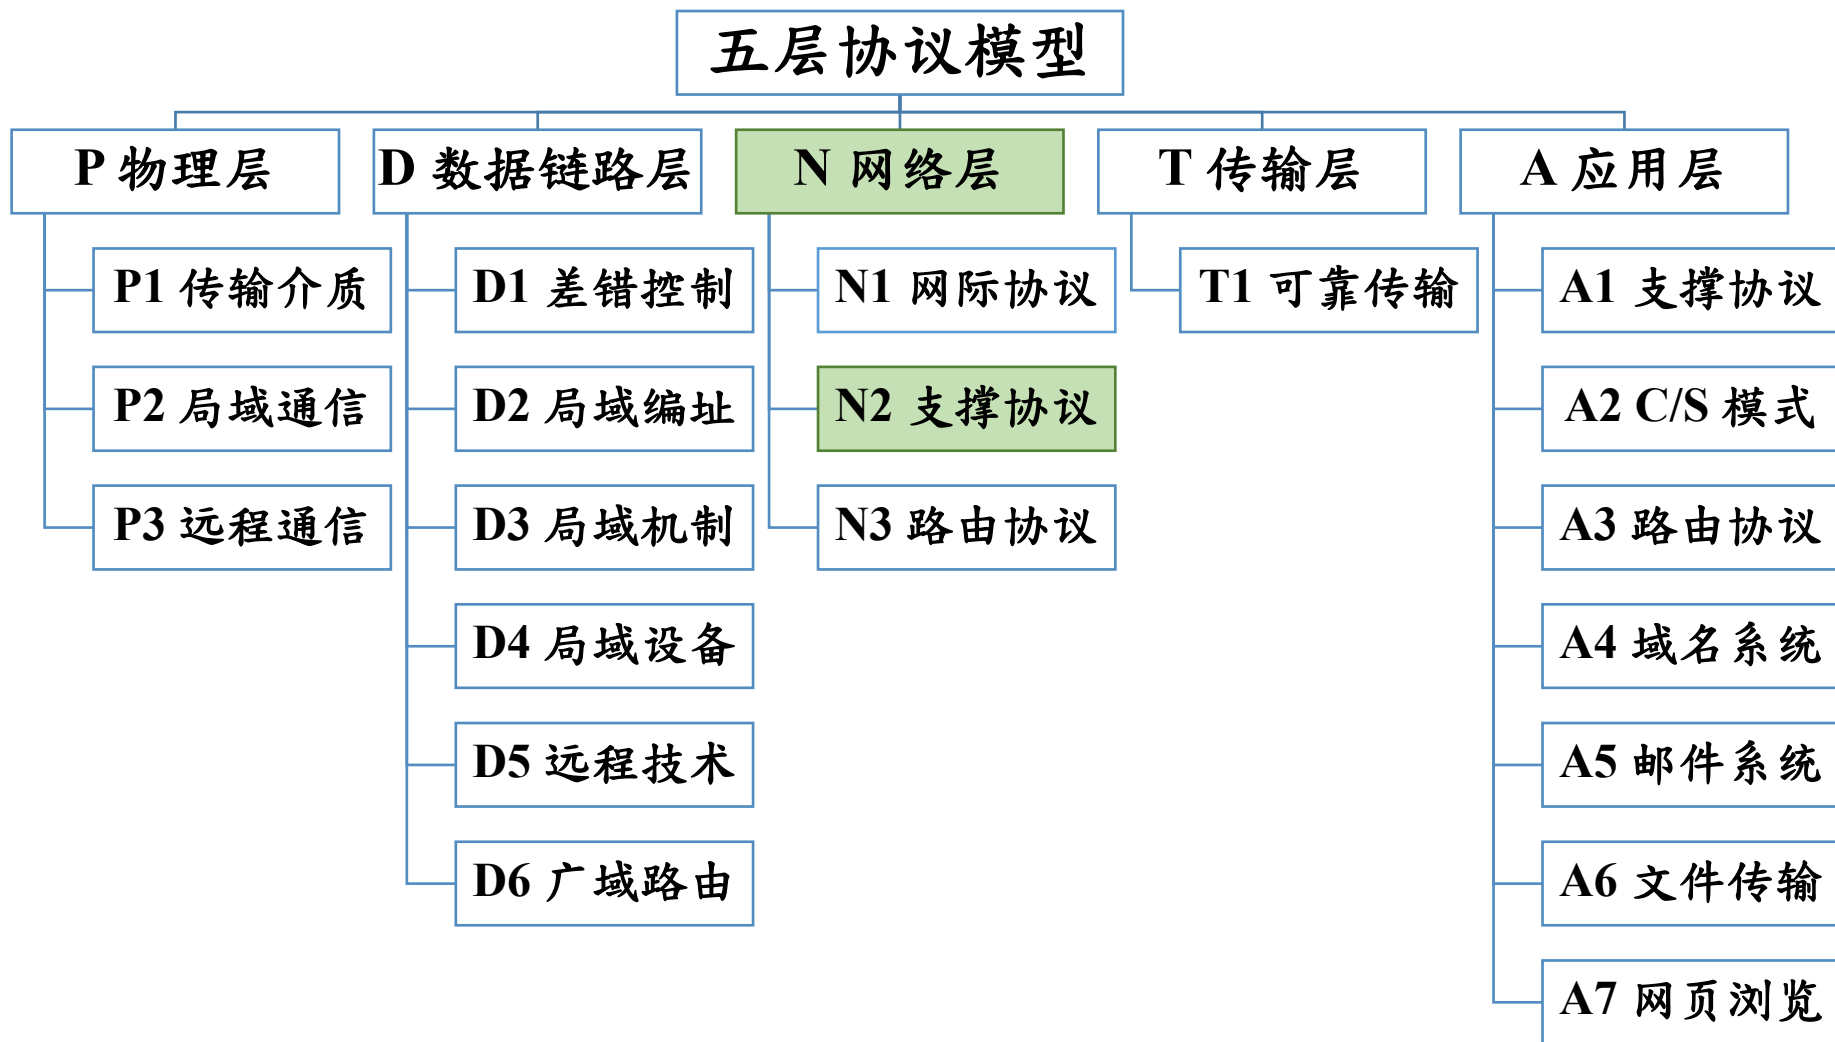 五层协议模型
P 物理层
D 数据链路层
N 网络层
T 传输层
A 应用层
P1 传输介质
P2 局域通信
P3 远程通信
D1 差错控制
D2 局域编址
D3 局域机制
D4 局域设备
D5 远程技术
D6 广域路由
N1 网际协议
N2 支撑协议
N3 路由协议
T1 可靠传输
A1 支撑协议
A2 C/S 模式
A3 路由协议
A4 域名系统
A5 邮件系统
A6 文件传输
A7 网页浏览